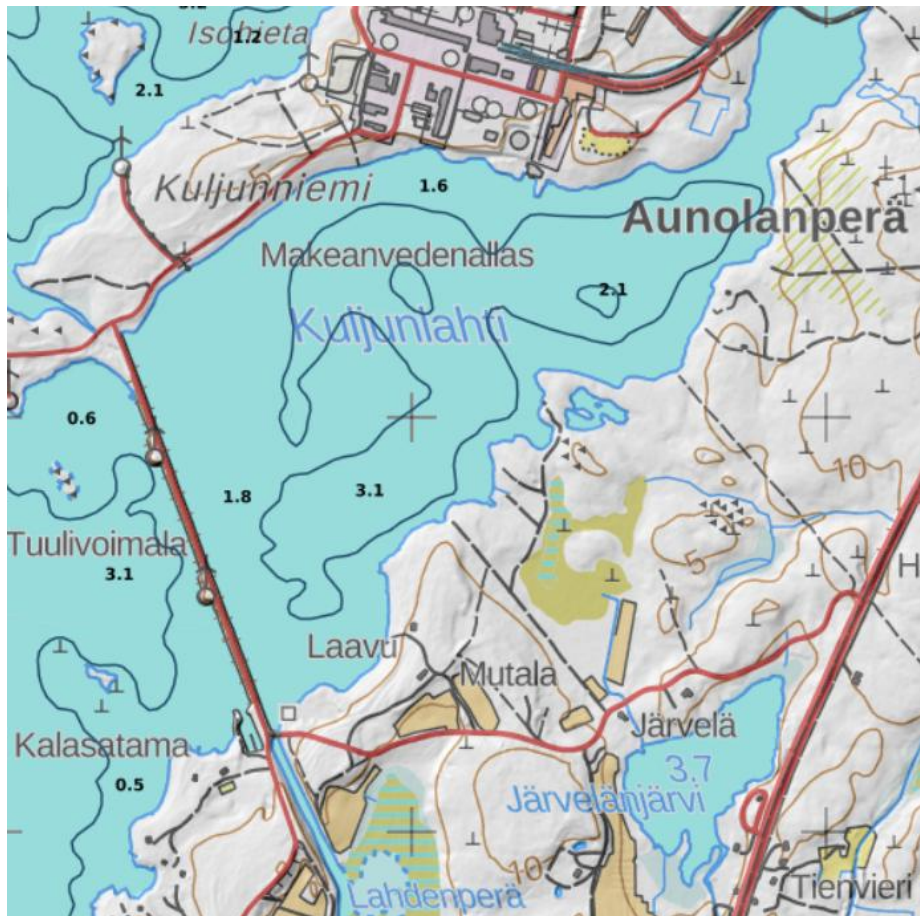 Isohieta
1.2
2.1
Kuljunniemi
5
1.6
Aunolanperä
Makeanvedenallas
2.1
Kuljunlahti
0.6
10
1.8
3.1
Tuulivoimala
3.1
5
H
Laavu
Mutala
Kalasatama
Järvelä
3.7
0.5
Järvelänjärvi
10
Lahdenperä
Tienvieri